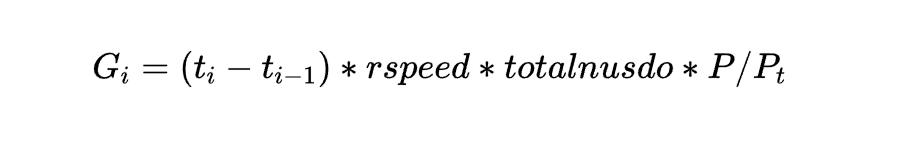 G_i = (t_i − t_{i−1}) ∗ rspeed ∗ totalnusdo ∗ P/P_t